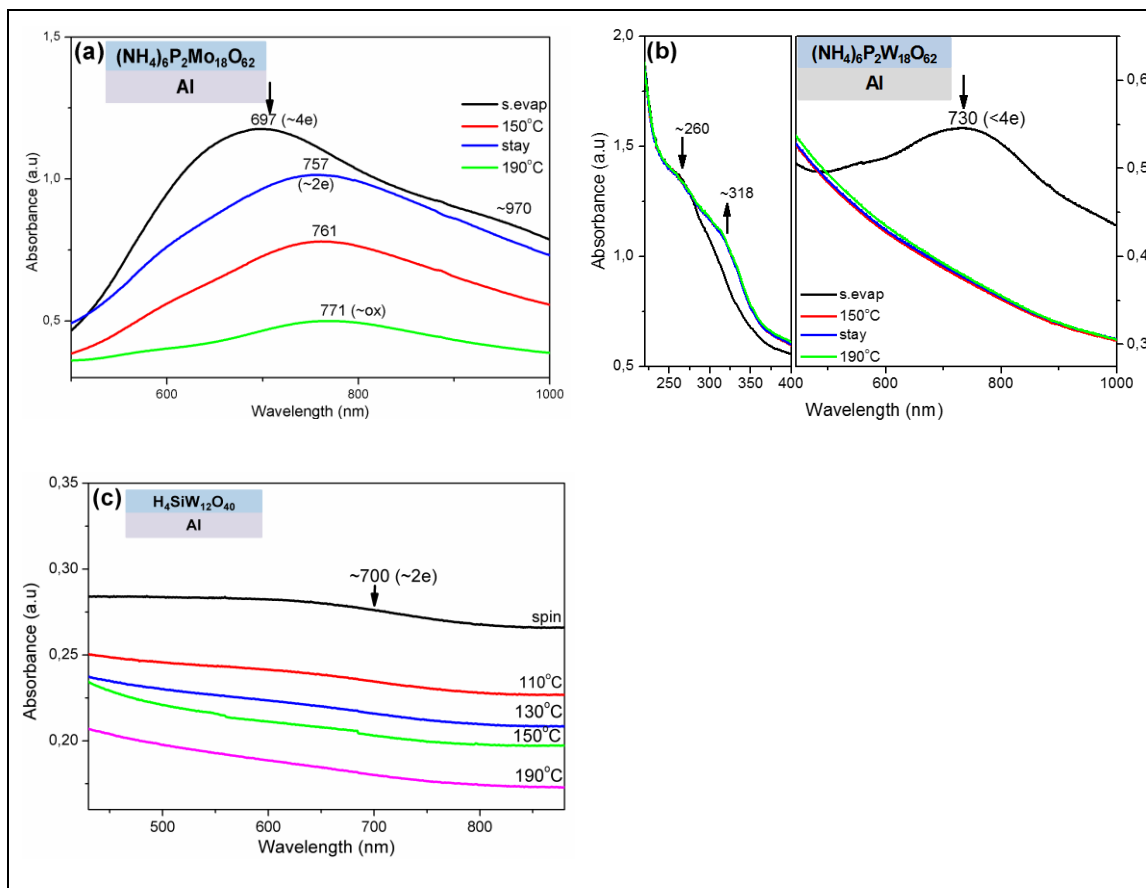 (a)
(NH4)6P2Mo18O62
Al
697 (~4e)
757
(~2e)
761
771 (~ox)
~970
s.evap
150°C
stay
190°C
1,5
1,0
0,5
Absorbance (a.u)
600
800
1000
Wavelength (nm)
(b)
(NH4)6P2W18O62
Al
~260
~318
730 (<4e)
s.evap
150°C
stay
190°C
2,0
1,5
1,0
0,5
Absorbance (a.u)
0,6
0,5
0,4
0,3
250
300
350
400
600
800
1000
Wavelength (nm)
(c)
H4SiW12O40
Al
~700 (~2e)
spin
110°C
130°C
150°C
190°C
0,35
0,30
0,25
0,20
Absorbance (a.u)
500
600
700
800
Wavelength (nm)